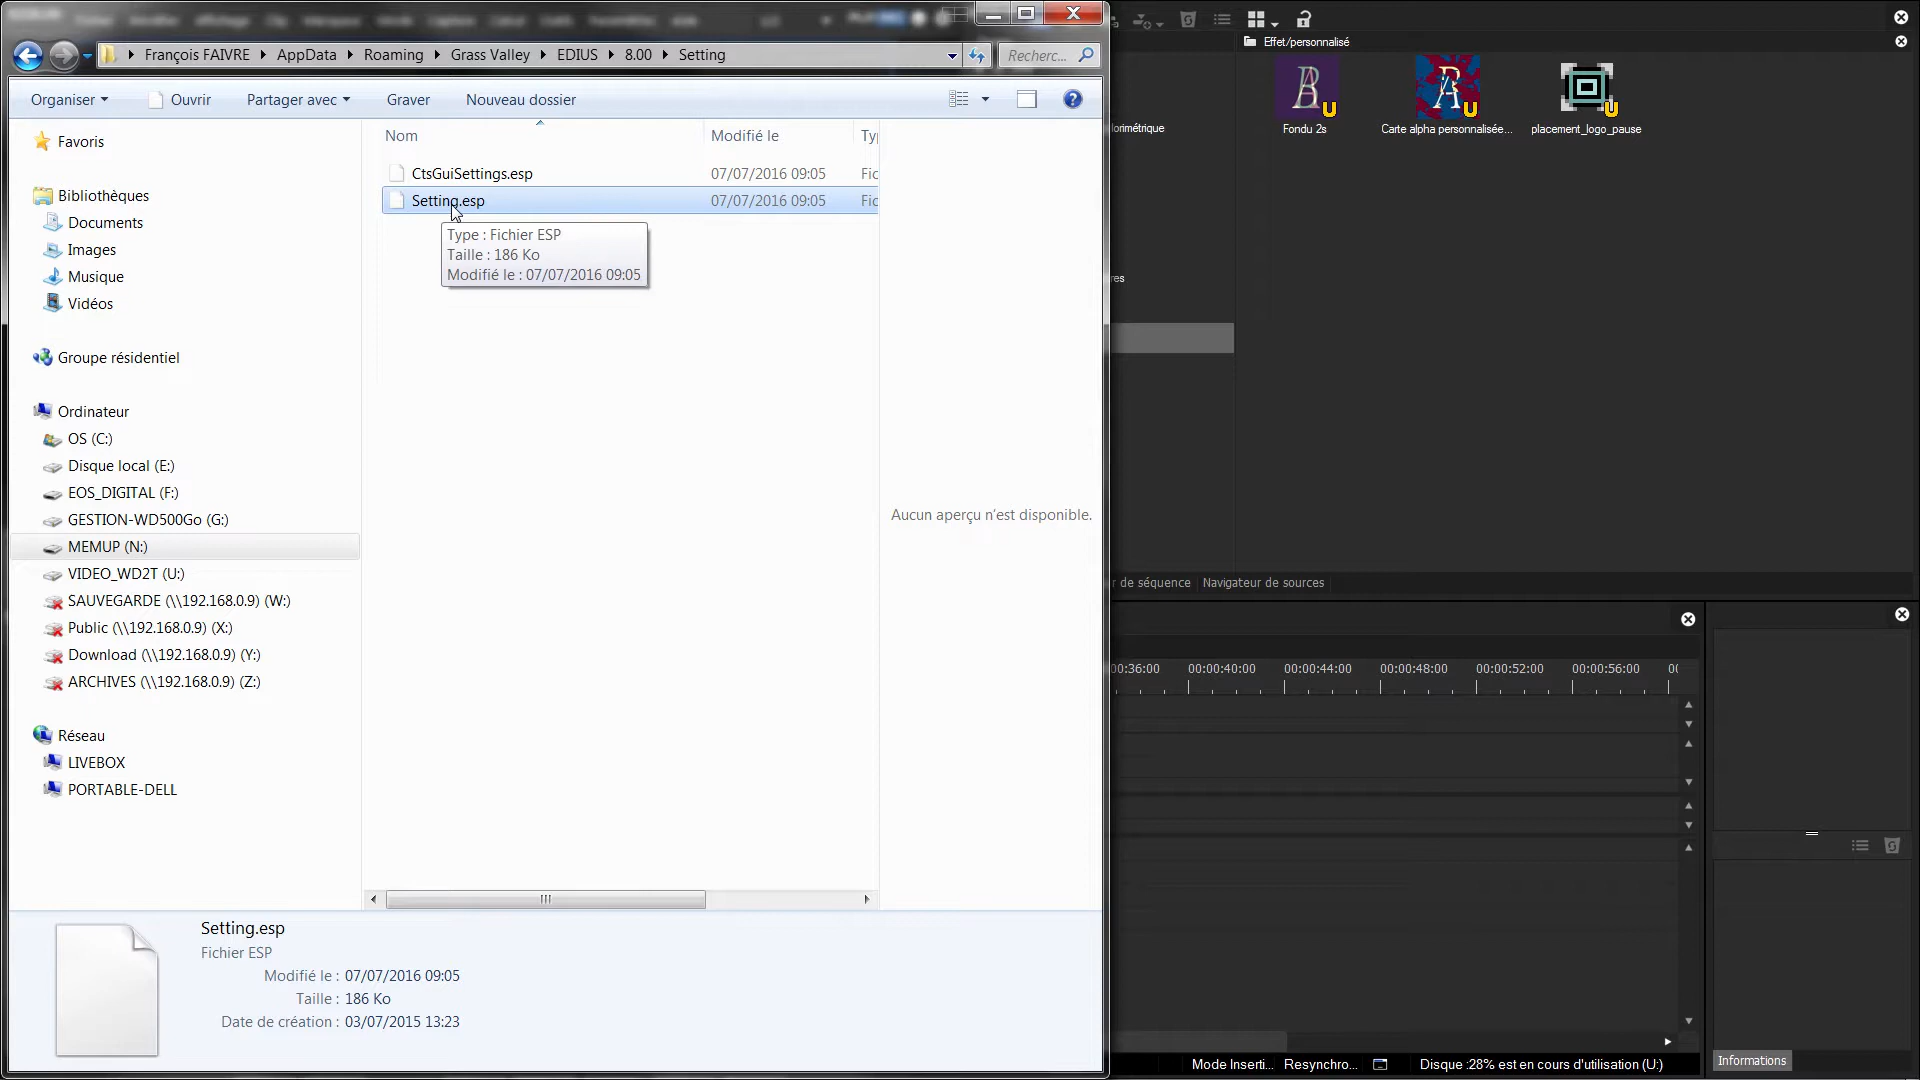 François FAIVRE AppData Roaming Grass Valley EDIUS 8.00 Setting
Recherc...
Organiser Ouvrir Partager avec Graver Nouveau dossier
Favoris
Bibliothèques
Documents
Images
Musique
Vidéos
Groupe résidentiel
Ordinateur
OS (C:)
Disque local (E:)
EOS_DIGITAL (F:)
GESTION-WD500Go (G:)
MEMUP (N:)
VIDEO_WD2T (U:)
SAUVEGARDE (\\192.168.0.9) (W:)
Public (\\192.168.0.9) (X:)
Download (\\192.168.0.9) (Y:)
ARCHIVES (\\192.168.0.9) (Z:)
Réseau
LIVEBOX
PORTABLE-DELL
Nom Modifié le Ty
CtsGuiSettings.esp 07/07/2016 09:05 Fic
Setting.esp 07/07/2016 09:05 Fic
Type : Fichier ESP
Taille : 186 Ko
Modifié le : 07/07/2016 09:05
Aucun aperçu n'est disponible.
Setting.esp
Fichier ESP
Modifié le : 07/07/2016 09:05
Taille : 186 Ko
Date de création : 03/07/2015 13:23
Effet/personnalisé
U U U
Fondu 2s Carte alpha personnalisée... placement_logo_pause
lorimétrique
res
r de séquence Navigateur de sources
00:36:00 00:00:40:00 00:00:44:00 00:00:48:00 00:00:52:00 00:00:56:00
Informations
Mode Inserti... Resynchro... Disque :28% est en cours d'utilisation (U:)